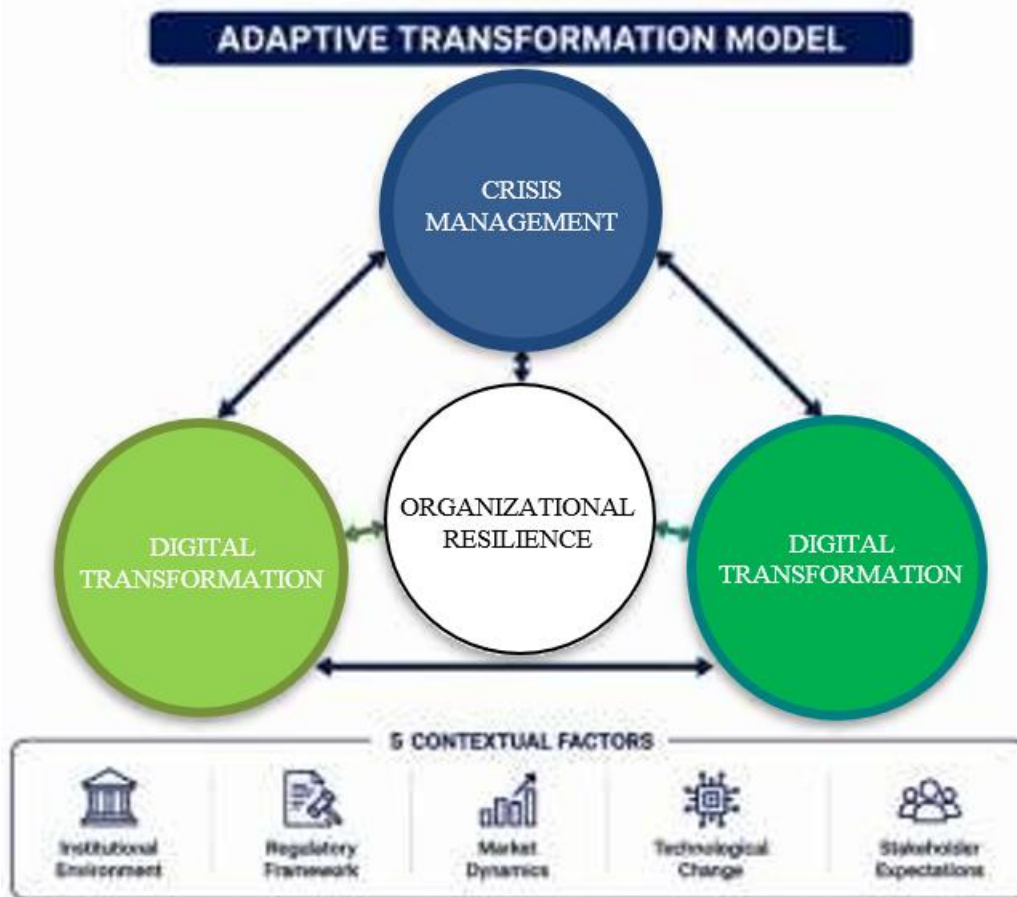 ADAPTIVE TRANSFORMATION MODEL
CRISIS
MANAGEMENT
ORGANIZATIONAL
RESILIENCE
DIGITAL
TRANSFORMATION
DIGITAL
TRANSFORMATION
5 CONTEXTUAL FACTORS
Institutional
Environment
Regulatory
Framework
Market
Dynamics
Technological
Change
Stakeholder
Expectations